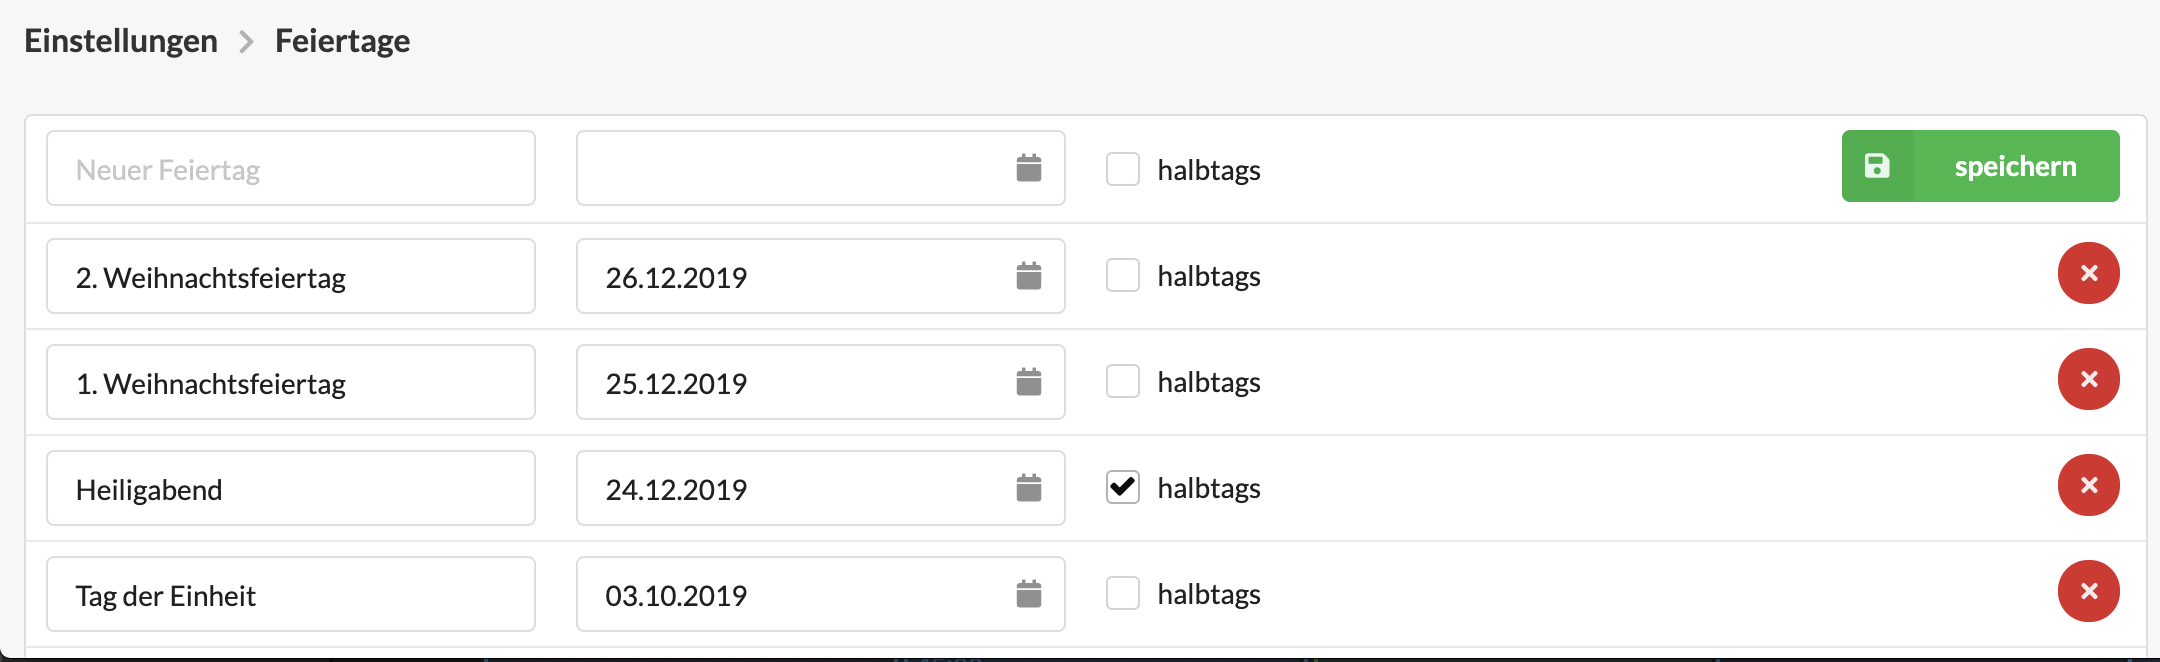 Einstellungen > Feiertage
Neuer Feiertag halbtags speichern
2. Weihnachtsfeiertag 26.12.2019 halbtags
1. Weihnachtsfeiertag 25.12.2019 halbtags
Heiligabend 24.12.2019 halbtags
Tag der Einheit 03.10.2019 halbtags